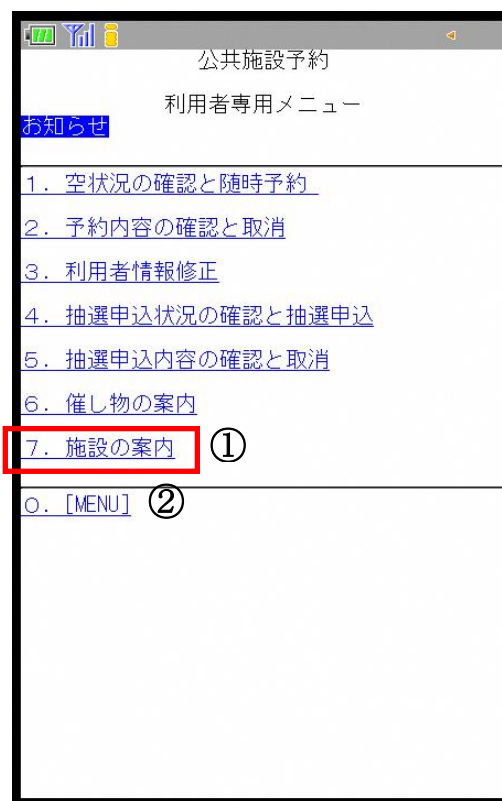 公共施設予約
利用者専用メニュー
お知らせ
1. 空状況の確認と随時予約
2. 予約内容の確認と取消
3. 利用者情報修正
4. 抽選申込状況の確認と抽選申込
5. 抽選申込内容の確認と取消
6. 催し物の案内
7. 施設の案内 ①
0. [MENU] ②